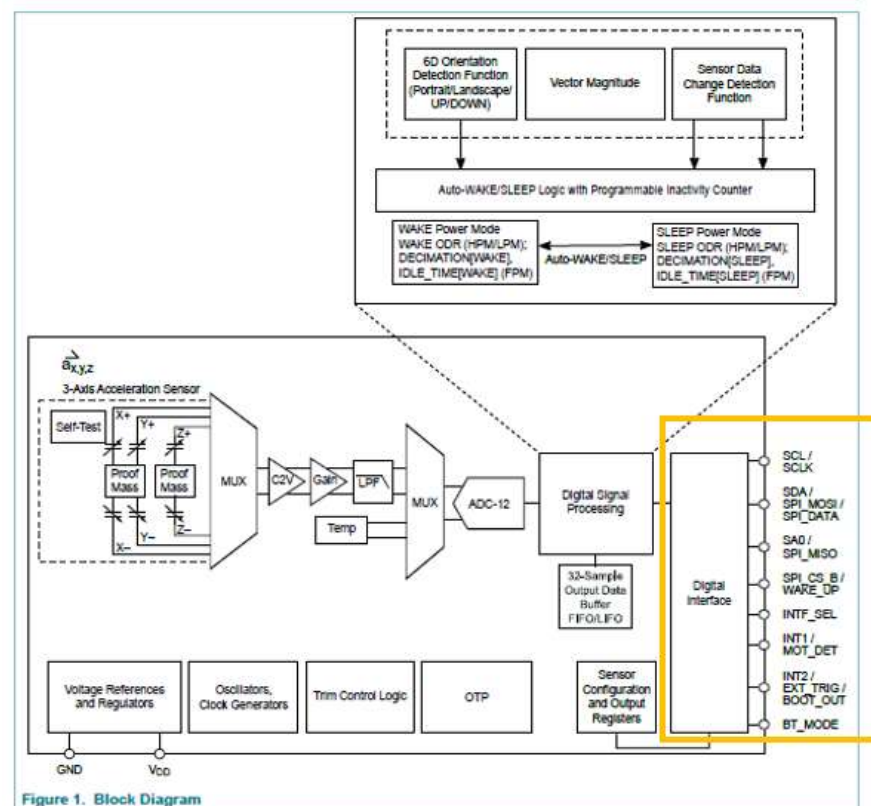 6D Orientation
Detection Function
(Portrait/Landscape/
UP/DOWN)
Vector Magnitude
Sensor Data
Change Detection
Function
Auto-WAKE/SLEEP Logic with Programmable Inactivity Counter
WAKE Power Mode
WAKE ODR (HPM/LPM);
DECIMATION[WAKE],
IDLE_TIME[WAKE] (FPM)
Auto-WAKE/SLEEP
SLEEP Power Mode
SLEEP ODR (HPM/LPM);
DECIMATION[SLEEP],
IDLE_TIME[SLEEP] (FPM)
a x,y,z
3-Axis Acceleration Sensor
Self-Test
X+
Y+
Z+
Proof
Mass
Proof
Mass
X−
Y−
Z−
MUX
C2V
Gain
LPF
Temp
MUX
ADC-12
Digital Signal
Processing
32-Sample
Output Data
Buffer
FIFO/LIFO
Digital
Interface
SCL /
SCLK
SDA /
SPI_MOSI /
SPI_DATA
SA0 /
SPI_MISO
SPI_CS_B /
WAKE_UP
INTF_SEL
INT1 /
MOT_DET
INT2 /
EXT_TRIG /
BOOT_OUT
BT_MODE
Voltage References
and Regulators
Oscillators,
Clock Generators
Trim Control Logic
OTP
Sensor
Configuration
and Output
Registers
GND
VDD
Figure 1. Block Diagram